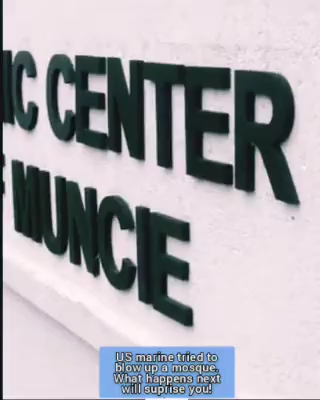 IC CENTER
F MUNCIE
US marine tried to
blow up a mosque.
What happens next
will suprise you!